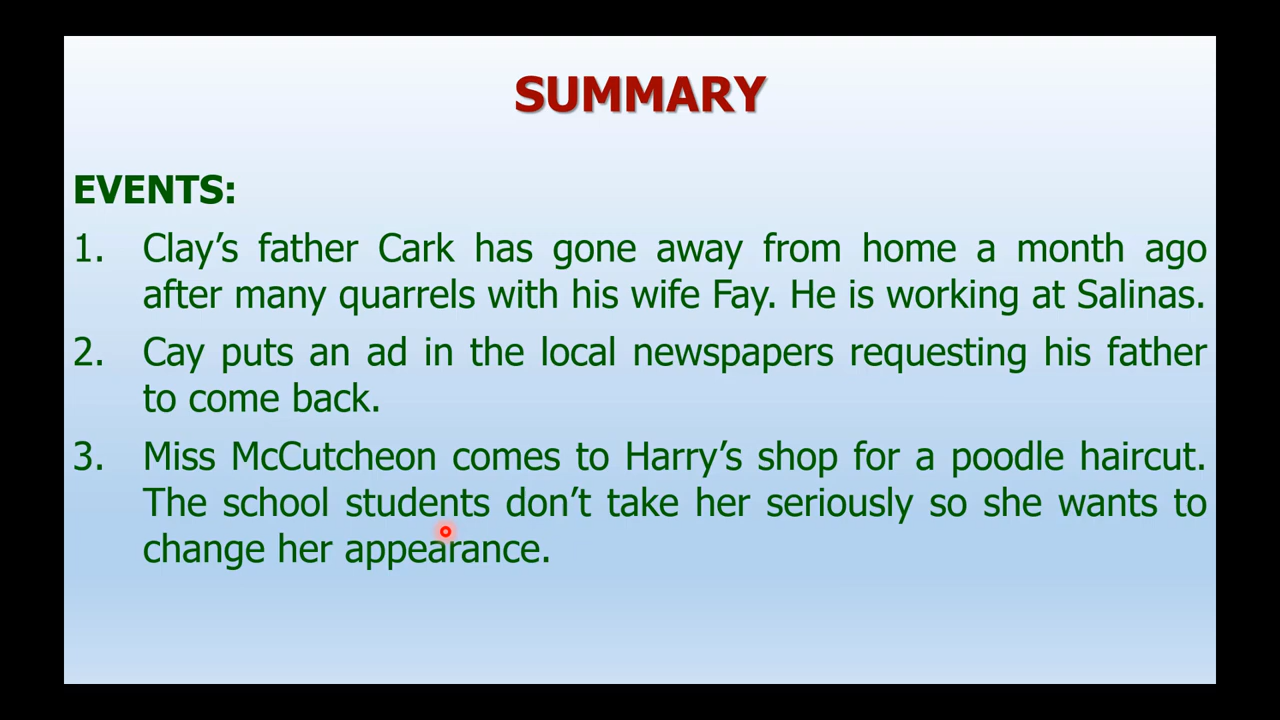 SUMMARY
EVENTS:
1. Clay’s father Cark has gone away from home a month ago
after many quarrels with his wife Fay. He is working at Salinas.
2. Cay puts an ad in the local newspapers requesting his father
to come back.
3. Miss McCutcheon comes to Harry’s shop for a poodle haircut.
The school students don’t take her seriously so she wants to
change her appearance.